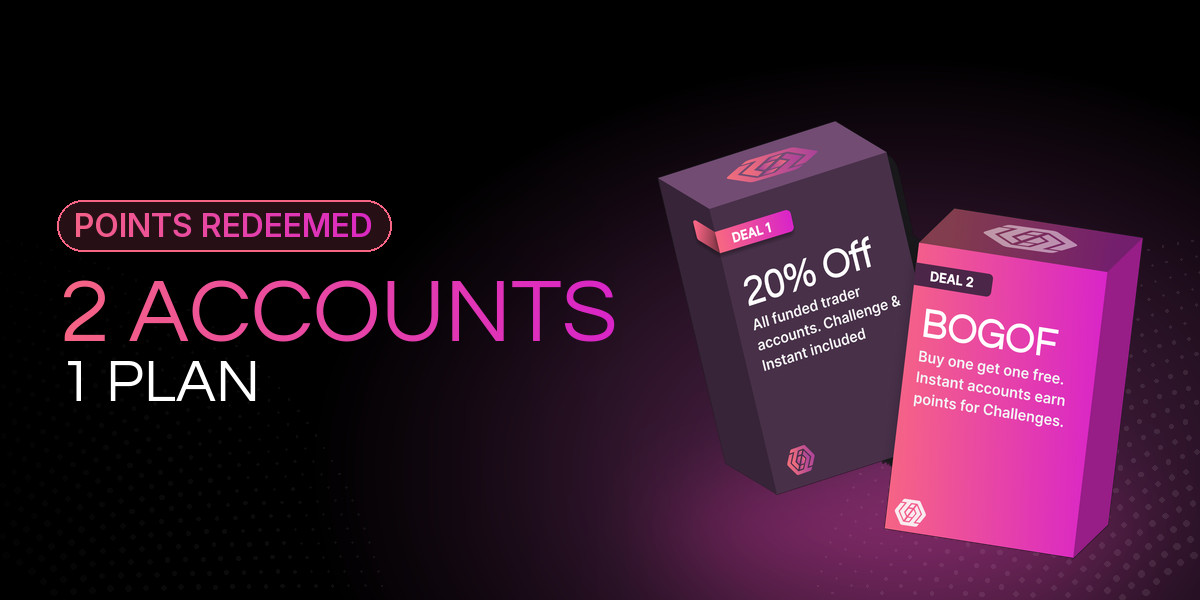 POINTS REDEEMED
2 ACCOUNTS
1 PLAN
DEAL 1
20% Off
All funded trader
accounts. Challenge &
Instant included
DEAL 2
BOGOF
Buy one get one free.
Instant accounts earn
points for Challenges.